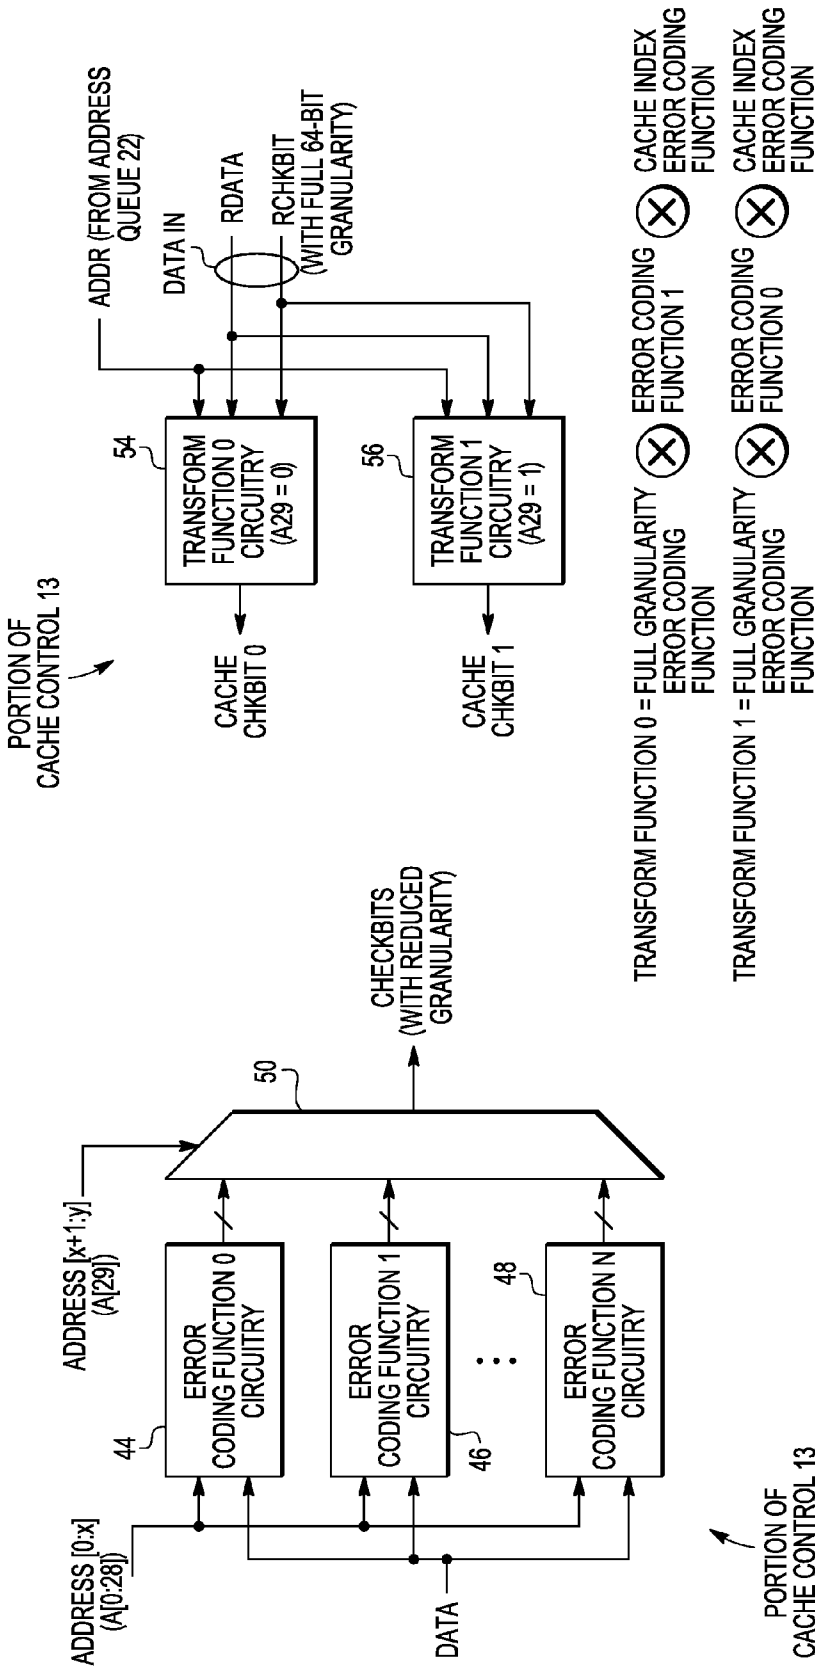 ADDRESS [0:x]
(A[0:28])
ADDRESS [x+1:y]
(A[29])
44
ERROR
CODING FUNCTION 0
CIRCUITRY
ERROR
CODING FUNCTION 1
CIRCUITRY
46
48
ERROR
CODING FUNCTION N
CIRCUITRY
DATA
50
CHECKBITS
(WITH REDUCED
GRANULARITY)
PORTION OF
CACHE CONTROL 13
PORTION OF
CACHE CONTROL 13
ADDR (FROM ADDRESS
QUEUE 22)
DATA IN
RDATA
RCHKBIT
(WITH FULL 64-BIT
GRANULARITY)
54
TRANSFORM
FUNCTION 0
CIRCUITRY
(A29 = 0)
CACHE
CHKBIT 0
56
TRANSFORM
FUNCTION 1
CIRCUITRY
(A29 = 1)
CACHE
CHKBIT 1
TRANSFORM FUNCTION 0 = FULL GRANULARITY
ERROR CODING
FUNCTION
ERROR CODING
FUNCTION 1
CACHE INDEX
ERROR CODING
FUNCTION
TRANSFORM FUNCTION 1 = FULL GRANULARITY
ERROR CODING
FUNCTION
ERROR CODING
FUNCTION 0
CACHE INDEX
ERROR CODING
FUNCTION